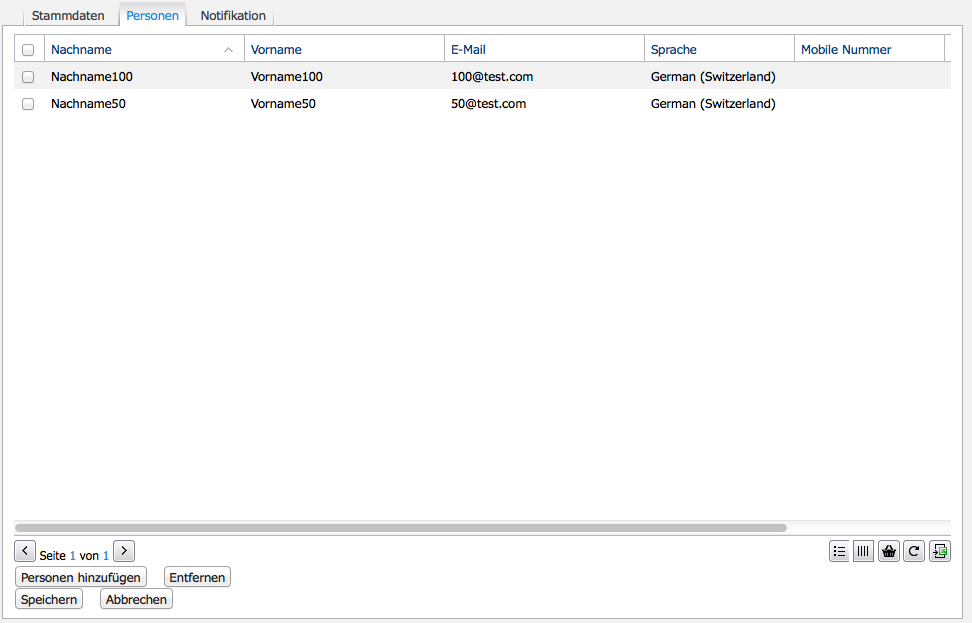 Stammdaten Personen Notifikation
Nachname Vorname E-Mail Sprache Mobile Nummer
Nachname100 Vorname100 100@test.com German (Switzerland)
Nachname50 Vorname50 50@test.com German (Switzerland)
Seite 1 von 1
Personen hinzufügen Entfernen
Speichern Abbrechen